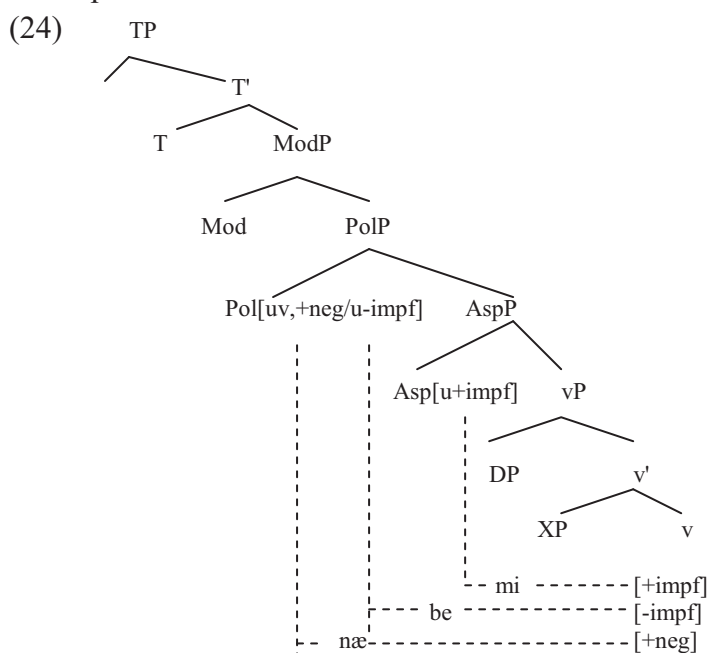 (24) TP
T'
T ModP
Mod PolP
Pol[uv,+neg/u-impf] AspP
Asp[u+impf] vP
DP v'
XP v
mi [+impf]
be [-impf]
næ [+neg]